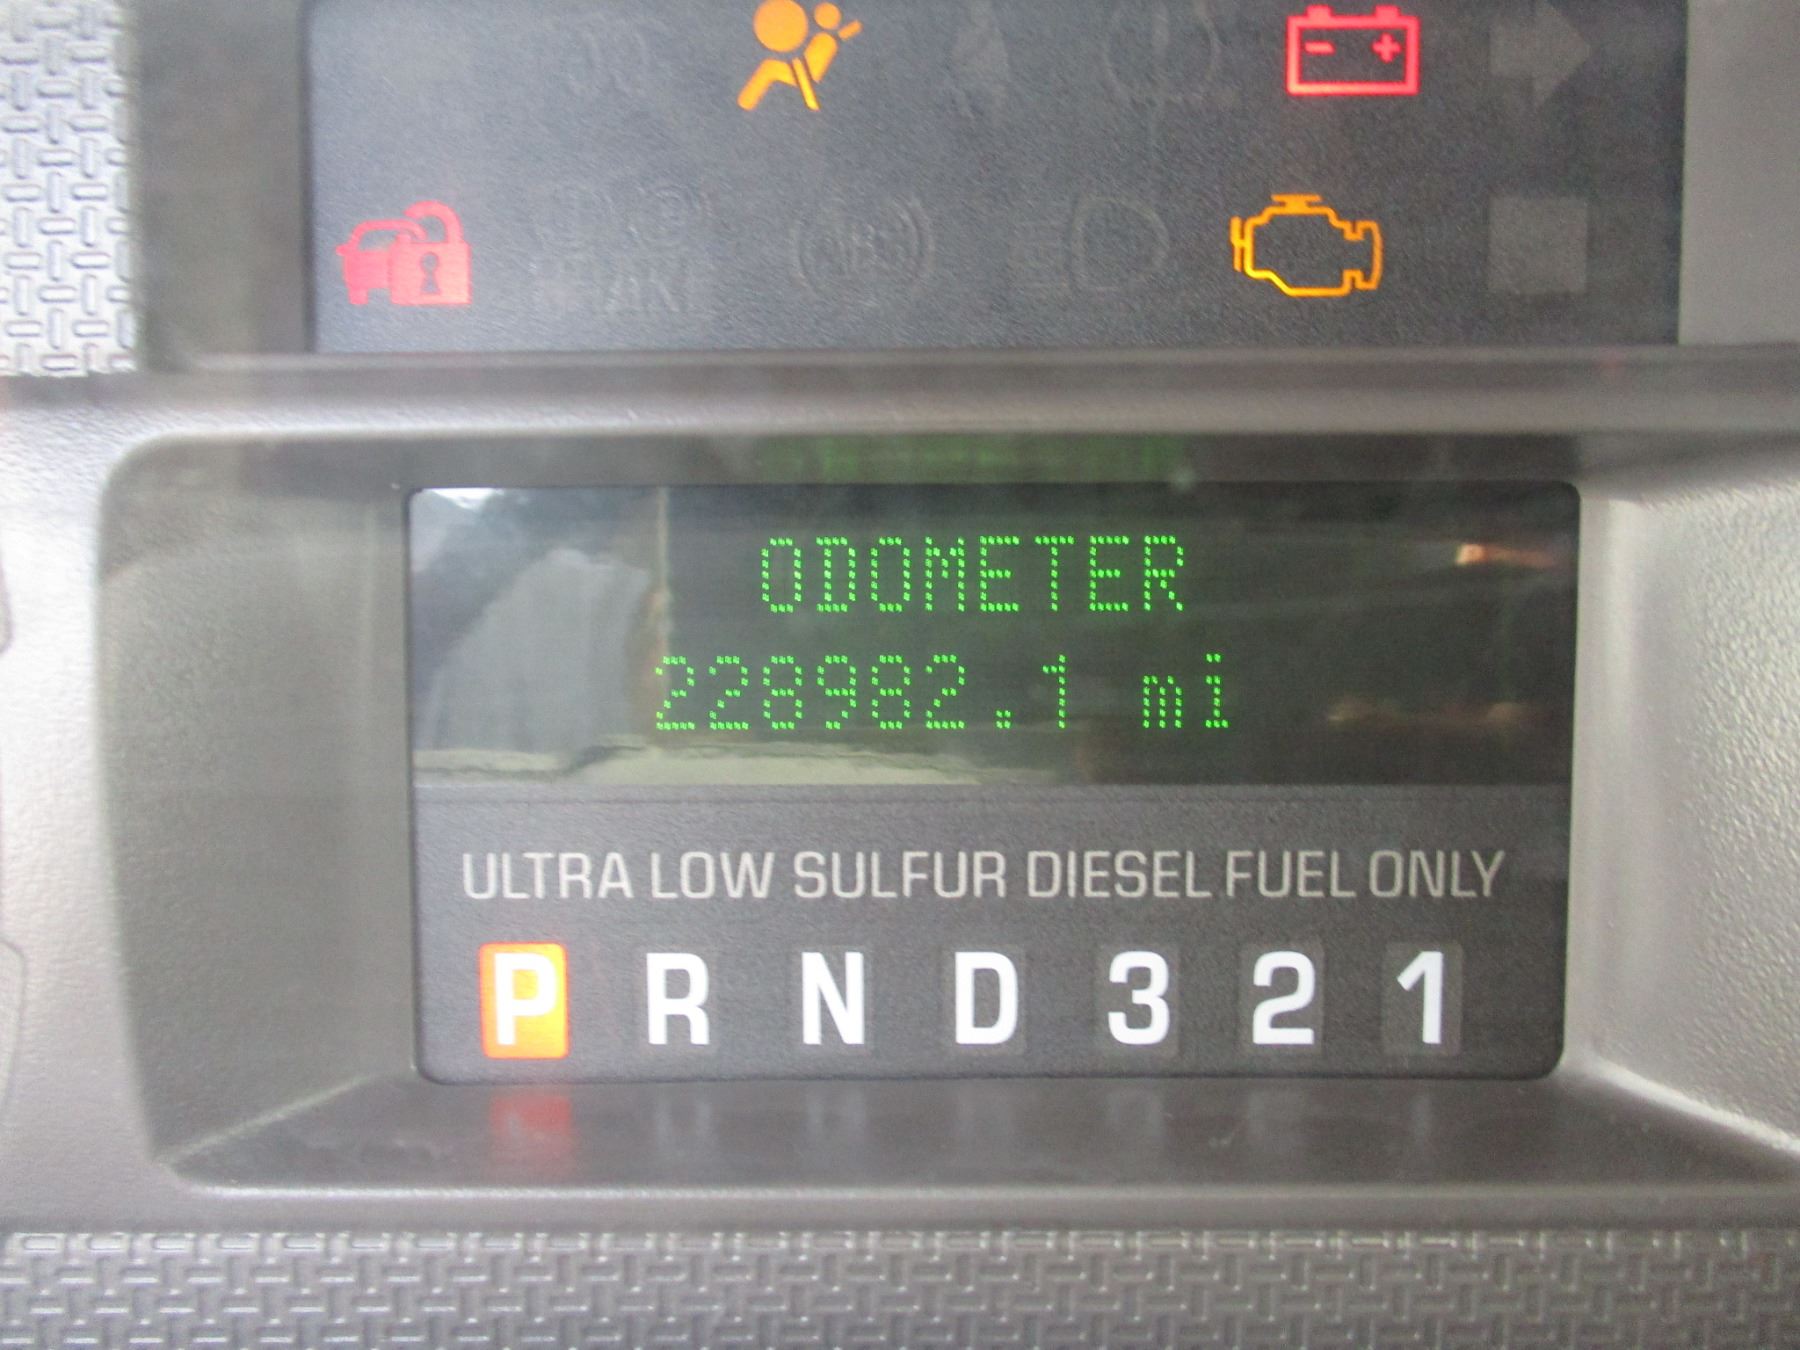 ODOMETER
228982.1 mi
ULTRA LOW SULFUR DIESEL FUEL ONLY
P R N D 3 2 1